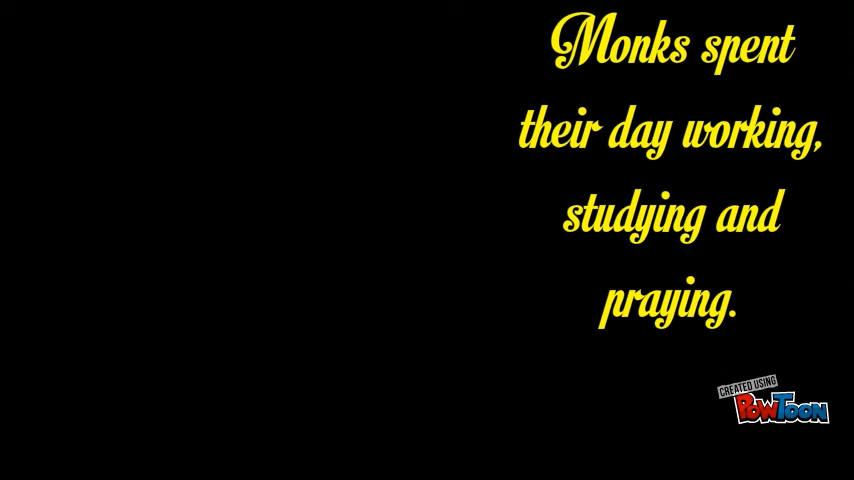 Monks spent
their day working,
studying and
praying.
CREATED USING
POWTOON